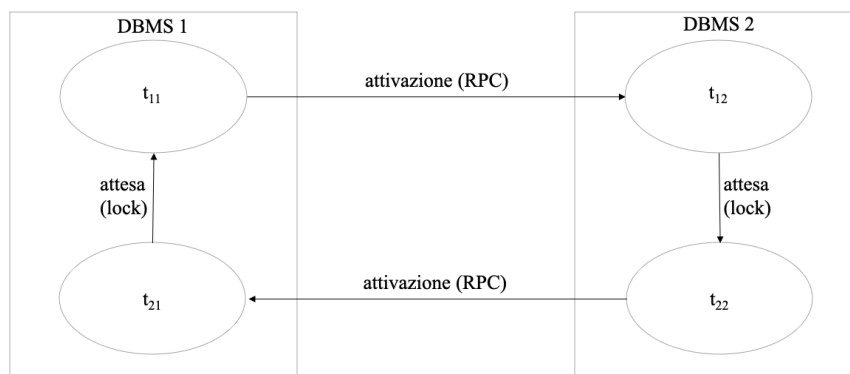 DBMS 1
DBMS 2
t₁₁
attivazione (RPC)
t₁₂
attesa
(lock)
attesa
(lock)
t₂₁
attivazione (RPC)
t₂₂